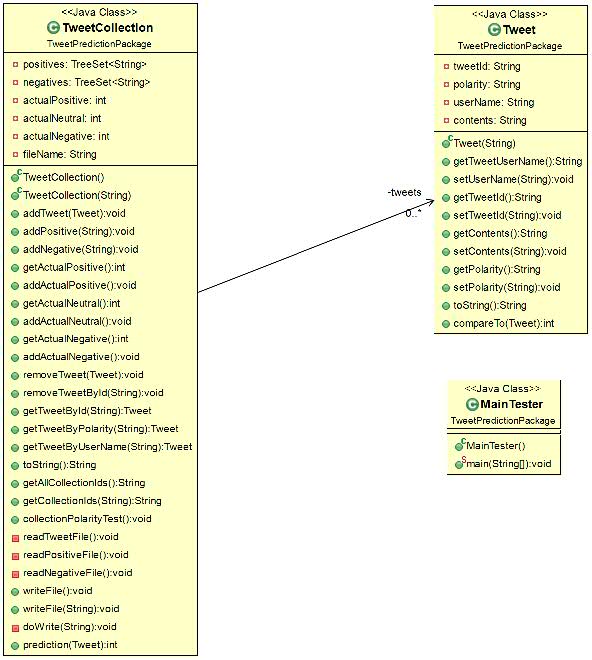 <<Java Class>>
TweetCollection
TweetPredictionPackage
positives: TreeSet<String>
negatives: TreeSet<String>
actualPositive: int
actualNeutral: int
actualNegative: int
fileName: String
TweetCollection()
TweetCollection(String)
addTweet(Tweet):void
addPositive(String):void
addNegative(String):void
getActualPositive():int
addActualPositive():void
getActualNeutral():int
addActualNeutral():void
getActualNegative():int
addActualNegative():void
removeTweet(Tweet):void
removeTweetById(String):void
getTweetById(String):Tweet
getTweetByPolarity(String):Tweet
getTweetByUserName(String):Tweet
toString():String
getAllCollectionIds():String
getCollectionIds(String):String
collectionPolarityTest():void
readTweetFile():void
readPositiveFile():void
readNegativeFile():void
writeFile():void
writeFile(String):void
doWrite(String):void
prediction(Tweet):int
-tweets
0..*
<<Java Class>>
Tweet
TweetPredictionPackage
tweetId: String
polarity: String
userName: String
contents: String
Tweet(String)
getTweetUserName():String
setUserName(String):void
getTweetId():String
setTweetId(String):void
getContents():String
setContents(String):void
getPolarity():String
setPolarity(String):void
toString():String
compareTo(Tweet):int
<<Java Class>>
MainTester
TweetPredictionPackage
MainTester()
main(String[]):void